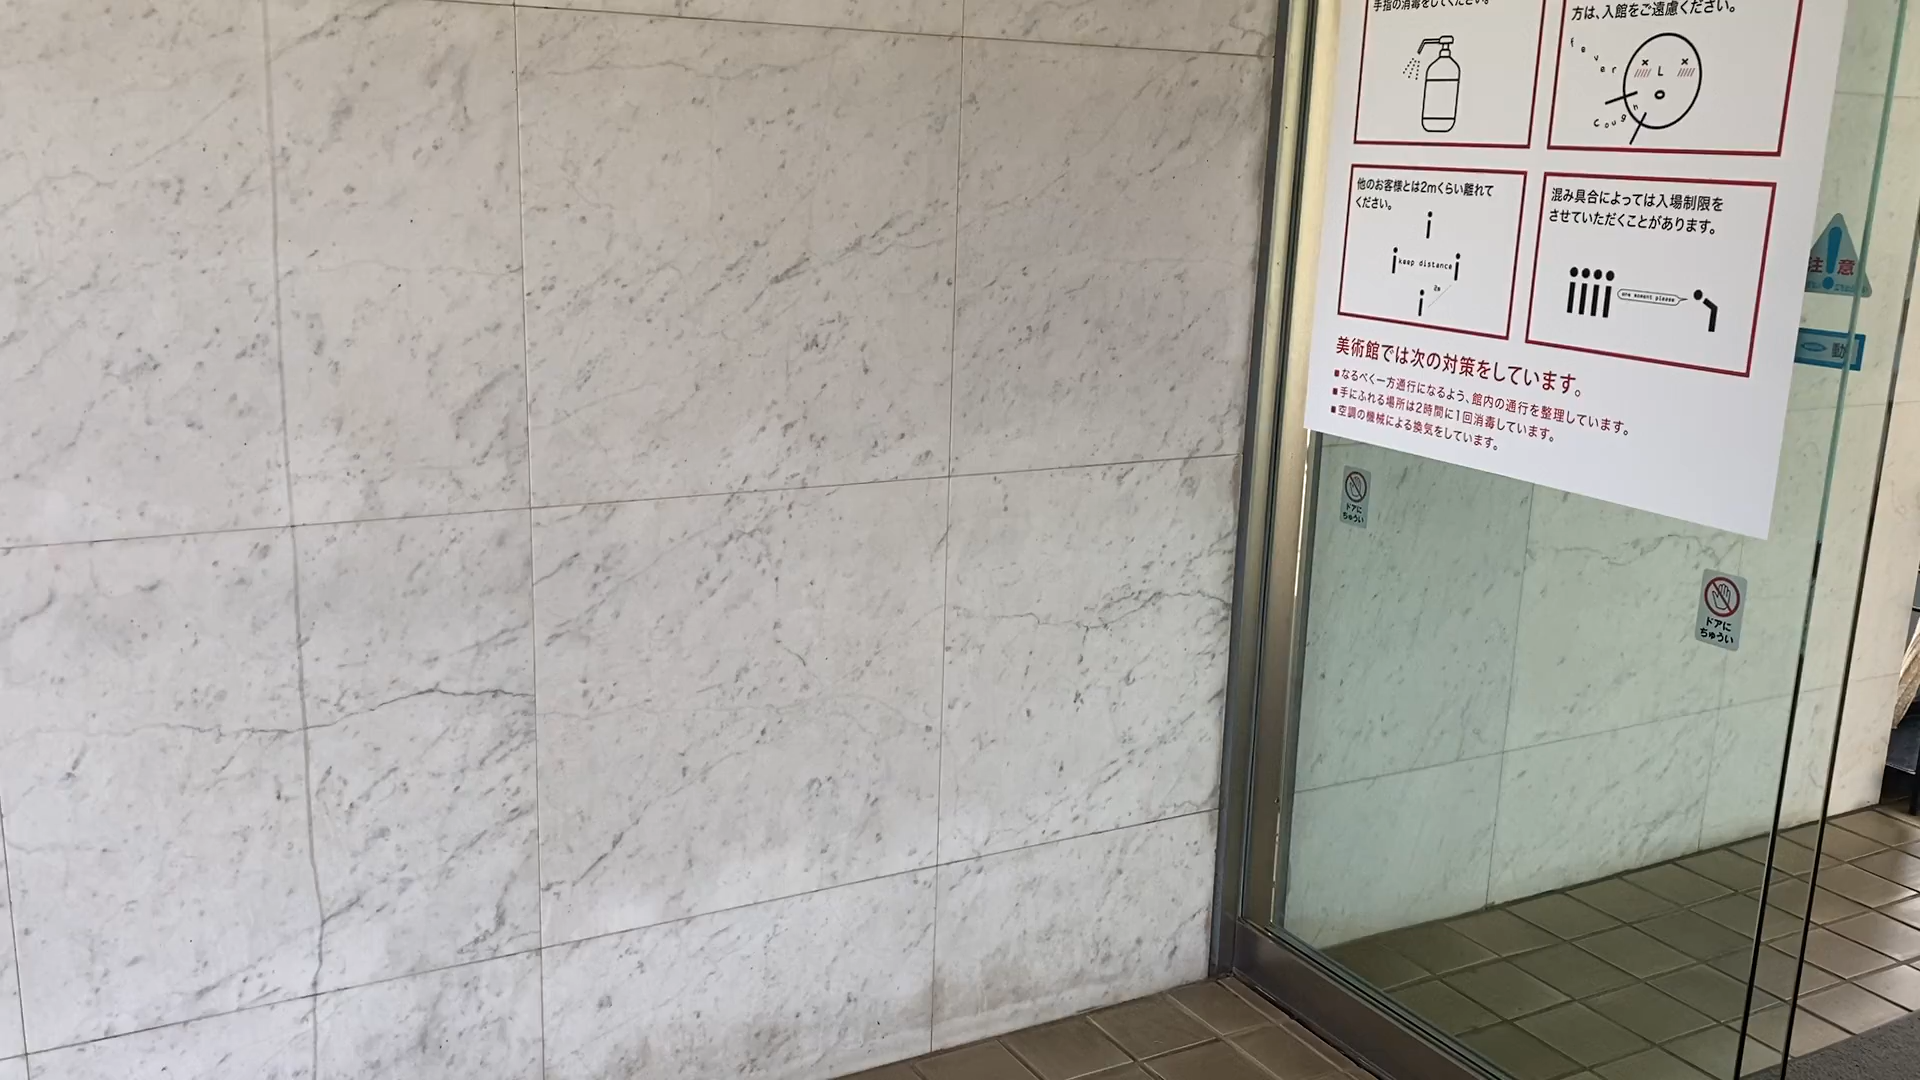 手指の消毒をしてください。
方は、入館をご遠慮ください。
fever
cough
他のお客様とは2mくらい離れて
ください。
keep distance
2m
混み具合によっては入場制限を
させていただくことがあります。
one moment please
美術館では次の対策をしています。
■なるべく一方通行になるよう、館内の通行を整理しています。
■手にふれる場所は2時間に1回消毒しています。
■空調の機械による換気をしています。
注意
動
ドアに
ちゅうい
ドアに
ちゅうい